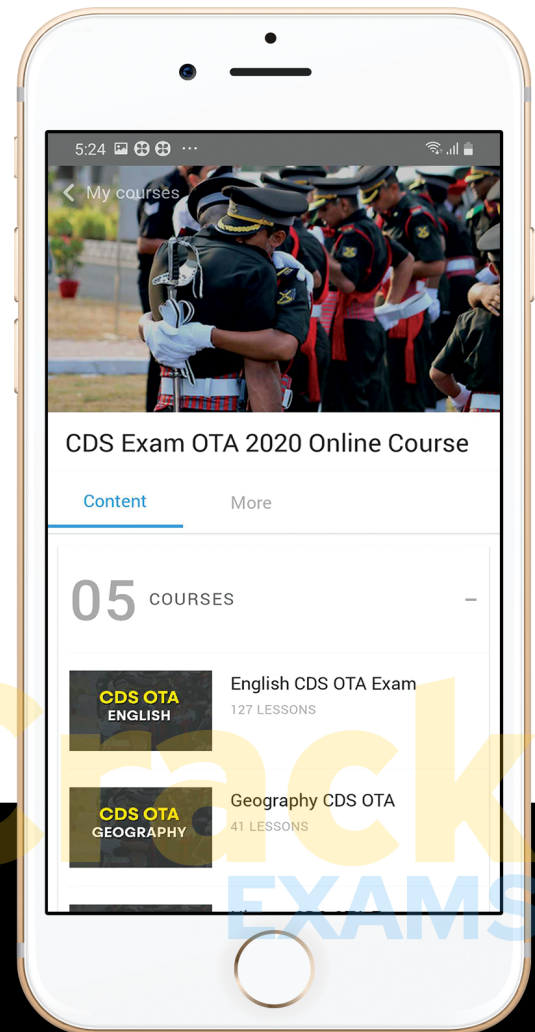 5:24
My courses
CDS Exam OTA 2020 Online Course
Content
More
05 COURSES
CDS OTA
ENGLISH
English CDS OTA Exam
127 LESSONS
CDS OTA
GEOGRAPHY
Geography CDS OTA
41 LESSONS
Crack
EXAMS